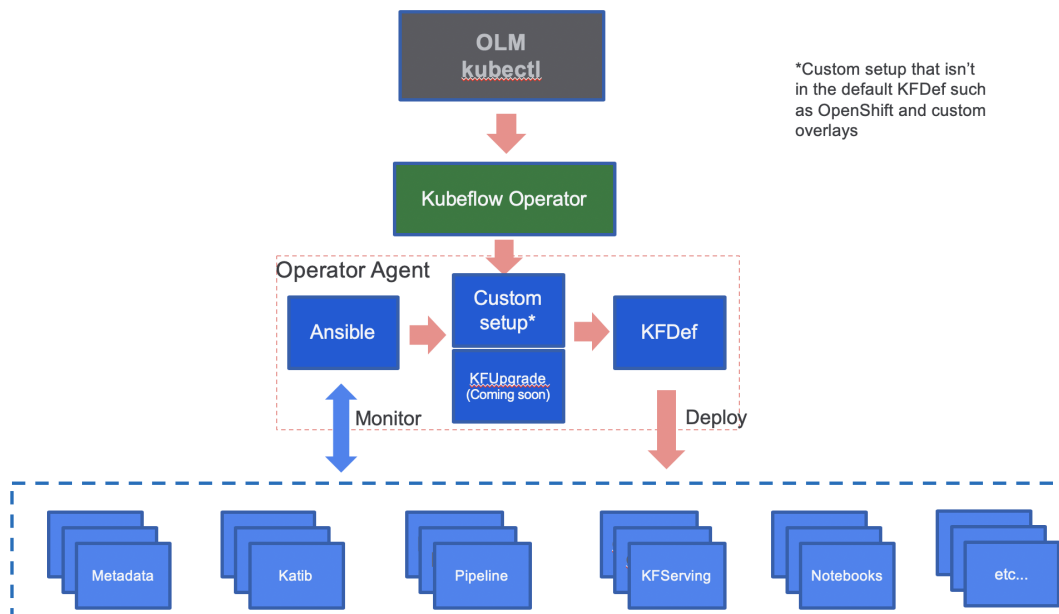 OLM
kubectl
*Custom setup that isn't
in the default KFDef such
as OpenShift and custom
overlays
Kubeflow Operator
Operator Agent
Ansible
Custom
setup*
KFDef
KFUpgrade
(Coming soon)
Monitor
Deploy
Metadata
Katib
Pipeline
KFServing
Notebooks
etc...